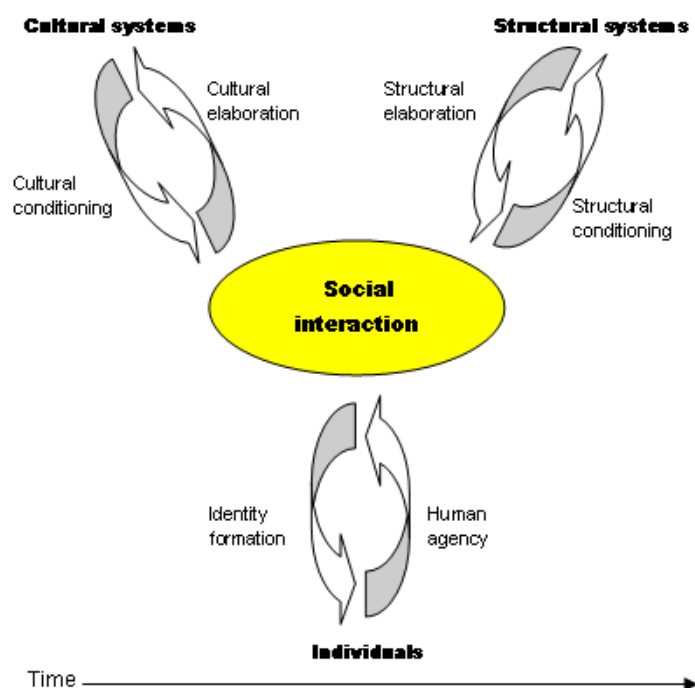 Cultural systems
Structural systems
Cultural
elaboration
Structural
elaboration
Cultural
conditioning
Structural
conditioning
Social
interaction
Identity
formation
Human
agency
Individuals
Time